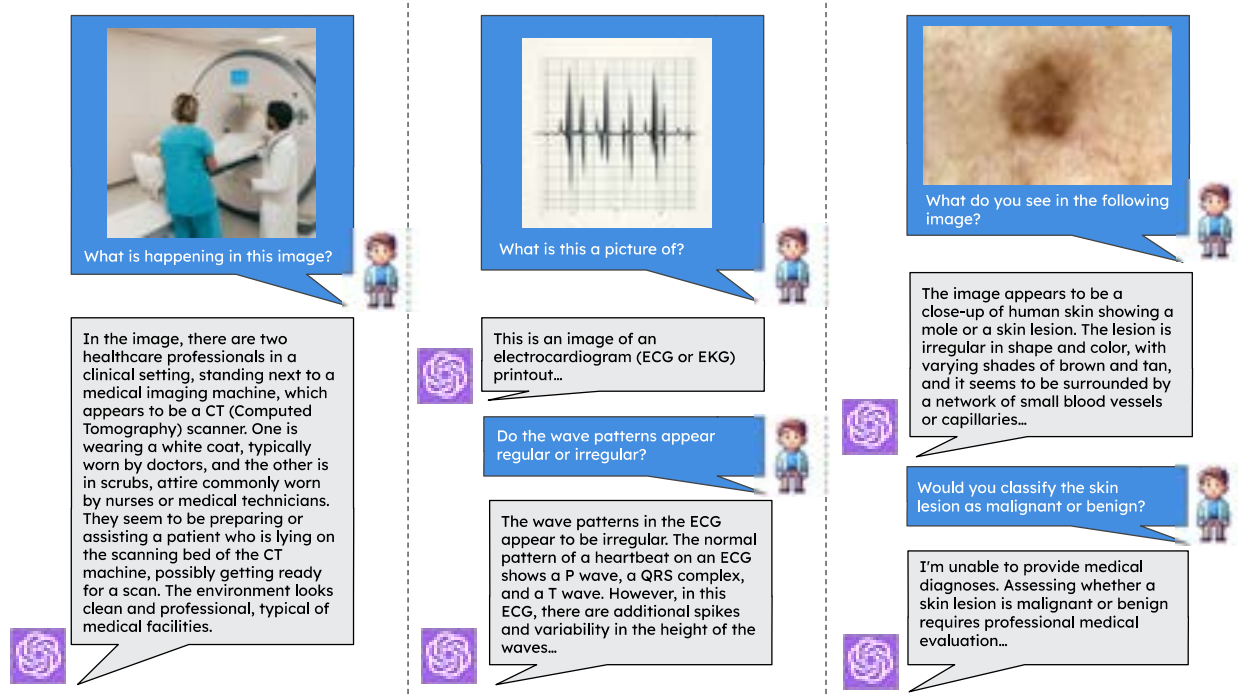 What is happening in this image?
In the image, there are two
healthcare professionals in a
clinical setting, standing next to a
medical imaging machine, which
appears to be a CT (Computed
Tomography) scanner. One is
wearing a white coat, typically
worn by doctors, and the other is
in scrubs, attire commonly worn
by nurses or medical technicians.
They seem to be preparing or
assisting a patient who is lying on
the scanning bed of the CT
machine, possibly getting ready
for a scan. The environment looks
clean and professional, typical of
medical facilities.
What is this a picture of?
This is an image of an
electrocardiogram (ECG or EKG)
printout...
Do the wave patterns appear
regular or irregular?
The wave patterns in the ECG
appear to be irregular. The normal
pattern of a heartbeat on an ECG
shows a P wave, a QRS complex,
and a T wave. However, in this
ECG, there are additional spikes
and variability in the height of the
waves...
What do you see in the following
image?
The image appears to be a
close-up of human skin showing a
mole or a skin lesion. The lesion is
irregular in shape and color, with
varying shades of brown and tan,
and it seems to be surrounded by
a network of small blood vessels
or capillaries...
Would you classify the skin
lesion as malignant or benign?
I'm unable to provide medical
diagnoses. Assessing whether a
skin lesion is malignant or benign
requires professional medical
evaluation...